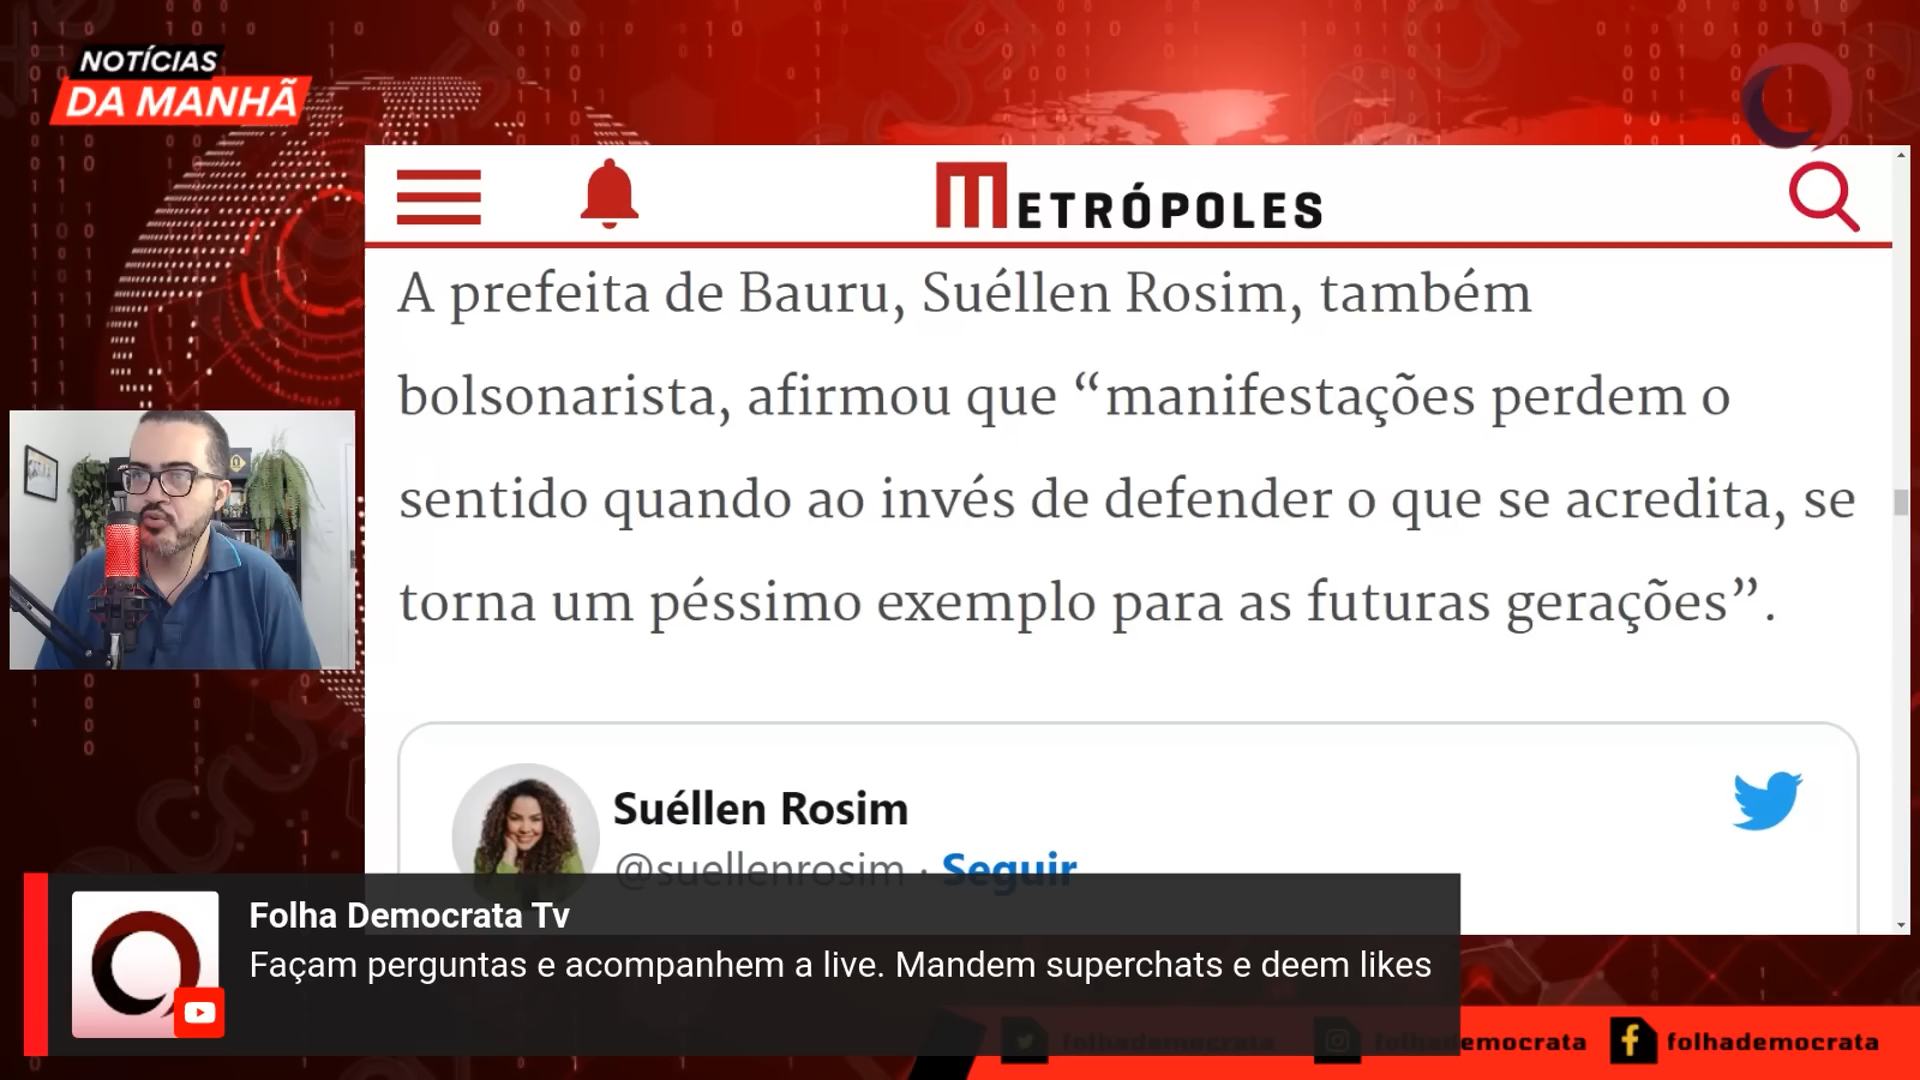 NOTÍCIAS
DA MANHÃ
METRÓPOLES
A prefeita de Bauru, Suéllen Rosim, também
bolsonarista, afirmou que “manifestações perdem o
sentido quando ao invés de defender o que se acredita, se
torna um péssimo exemplo para as futuras gerações”.
Suéllen Rosim
@suellenrosim · Seguir
Folha Democrata Tv
Façam perguntas e acompanhem a live. Mandem superchats e deem likes
folhademocrata folhademocrata folhademocrata